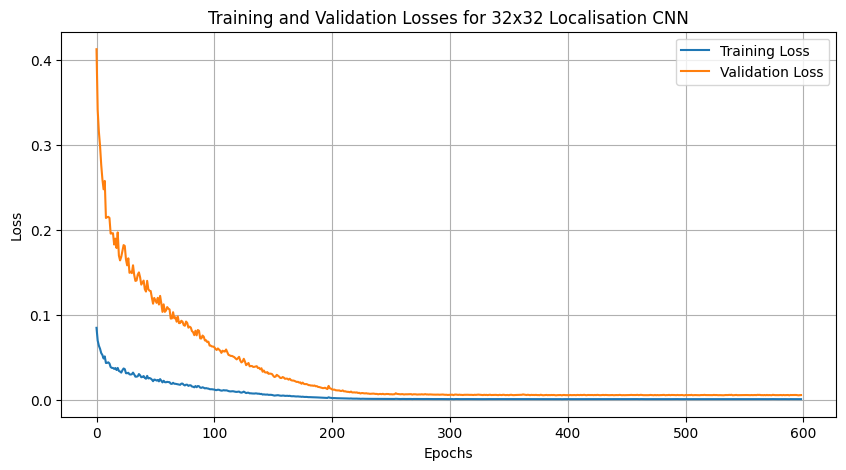 Training and Validation Losses for 32x32 Localisation CNN
Training Loss
Validation Loss
Loss
0.4
0.3
0.2
0.1
0.0
0 100 200 300 400 500 600
Epochs